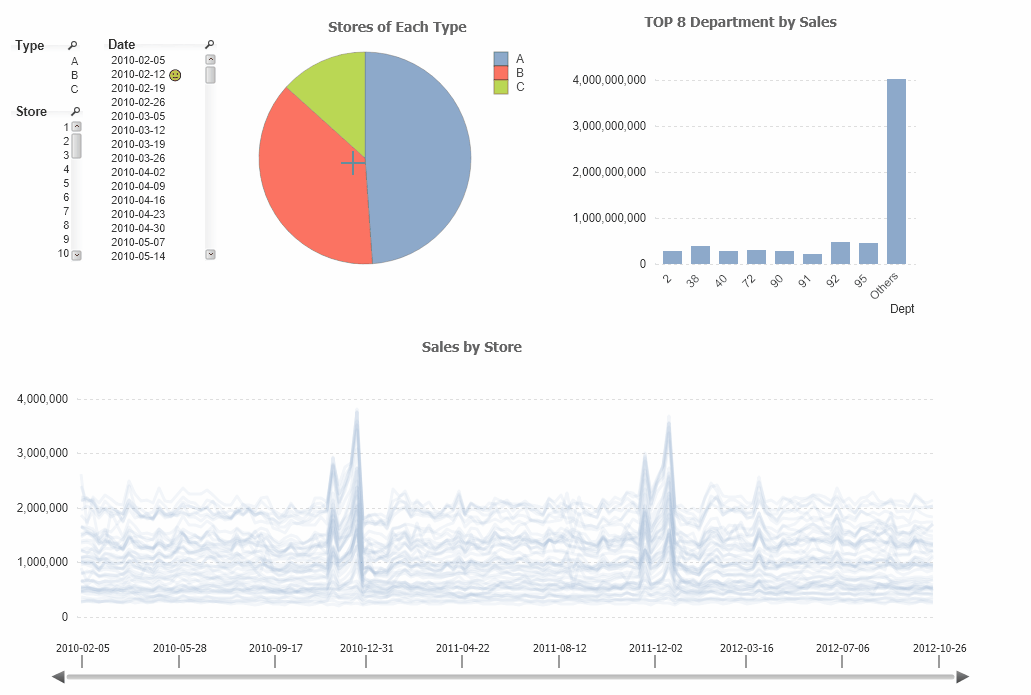 Type
A
B
C
Store
1
2
3
4
5
6
7
8
9
10
Date
2010-02-05
2010-02-12
2010-02-19
2010-02-26
2010-03-05
2010-03-12
2010-03-19
2010-03-26
2010-04-02
2010-04-09
2010-04-16
2010-04-23
2010-04-30
2010-05-07
2010-05-14
Stores of Each Type
A
B
C
TOP 8 Department by Sales
4,000,000,000
3,000,000,000
2,000,000,000
1,000,000,000
0
2 38 40 72 90 91 92 95 Others
Dept
Sales by Store
4,000,000
3,000,000
2,000,000
1,000,000
0
2010-02-05 2010-05-28 2010-09-17 2010-12-31 2011-04-22 2011-08-12 2011-12-02 2012-03-16 2012-07-06 2012-10-26